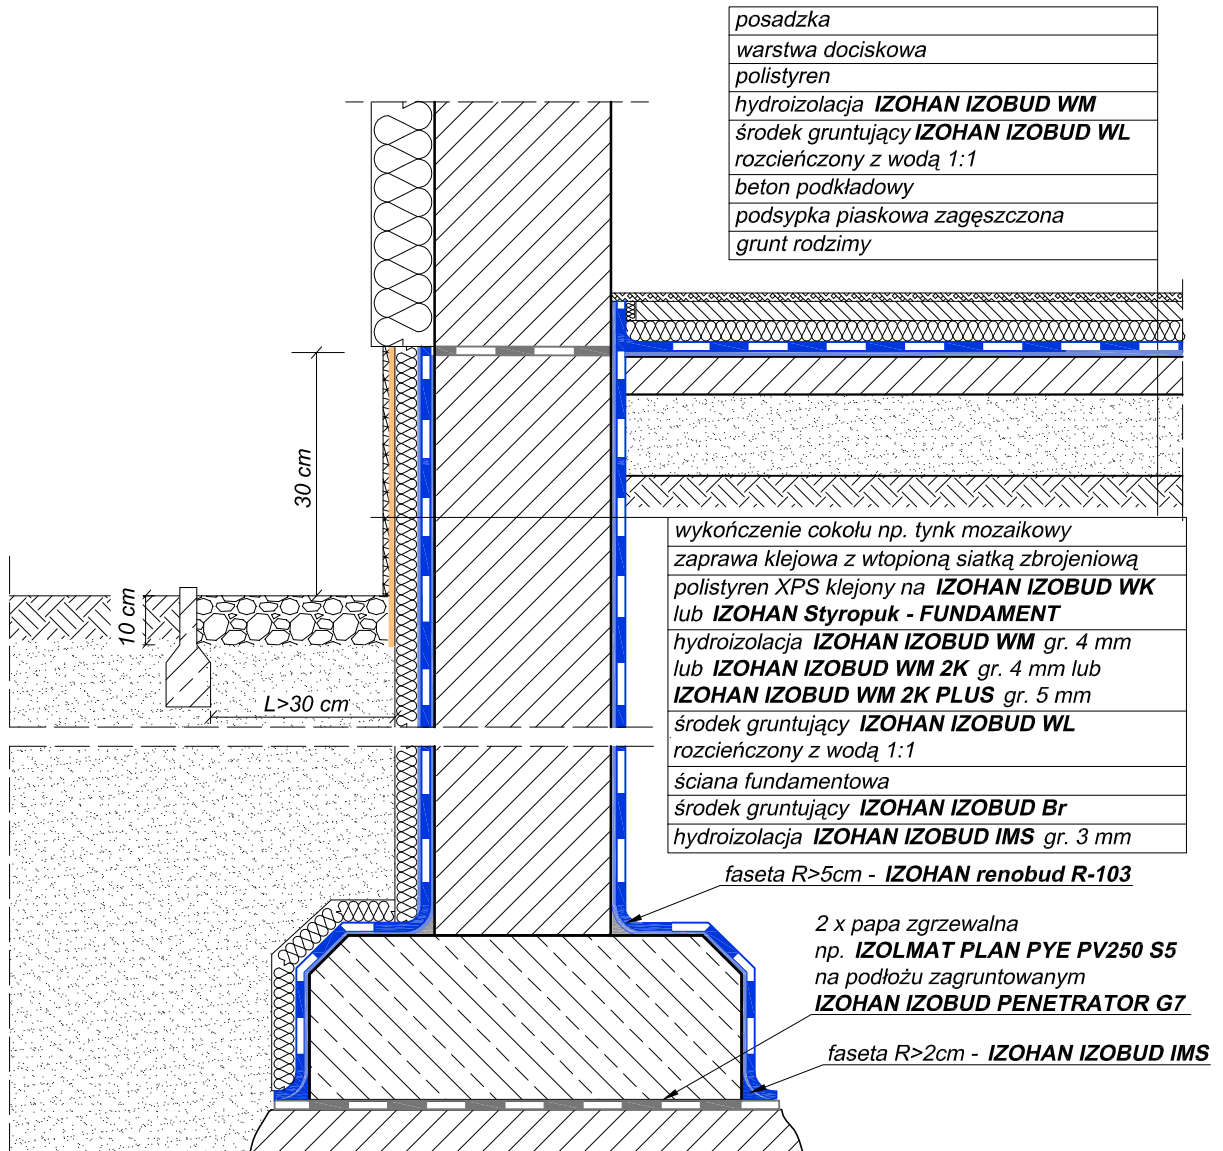 posadzka
warstwa dociskowa
polistyren
hydroizolacja IZOHAN IZOBUD WM
środek gruntujący IZOHAN IZOBUD WL
rozcieńczony z wodą 1:1
beton podkładowy
podsypka piaskowa zagęszczona
grunt rodzimy
30 cm
10 cm
L>30 cm
wykończenie cokołu np. tynk mozaikowy
zaprawa klejowa z wtopioną siatką zbrojeniową
polistyren XPS klejony na IZOHAN IZOBUD WK
lub IZOHAN Styropuk - FUNDAMENT
hydroizolacja IZOHAN IZOBUD WM gr. 4 mm
lub IZOHAN IZOBUD WM 2K gr. 4 mm lub
IZOHAN IZOBUD WM 2K PLUS gr. 5 mm
środek gruntujący IZOHAN IZOBUD WL
rozcieńczony z wodą 1:1
ściana fundamentowa
środek gruntujący IZOHAN IZOBUD Br
hydroizolacja IZOHAN IZOBUD IMS gr. 3 mm
faseta R>5cm - IZOHAN renobud R-103
2 x papa zgrzewalna
np. IZOLMAT PLAN PYE PV250 S5
na podłożu zagruntowanym
IZOHAN IZOBUD PENETRATOR G7
faseta R>2cm - IZOHAN IZOBUD IMS